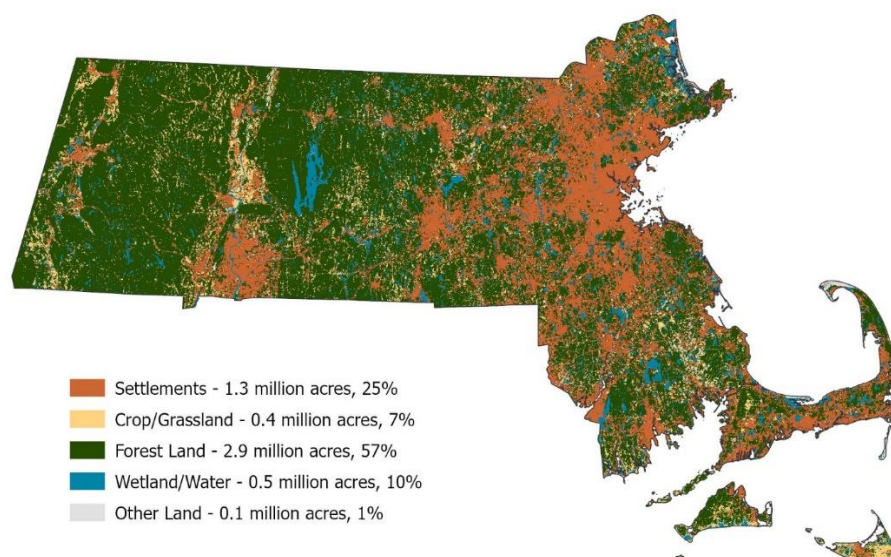 Settlements - 1.3 million acres, 25%
Crop/Grassland - 0.4 million acres, 7%
Forest Land - 2.9 million acres, 57%
Wetland/Water - 0.5 million acres, 10%
Other Land - 0.1 million acres, 1%